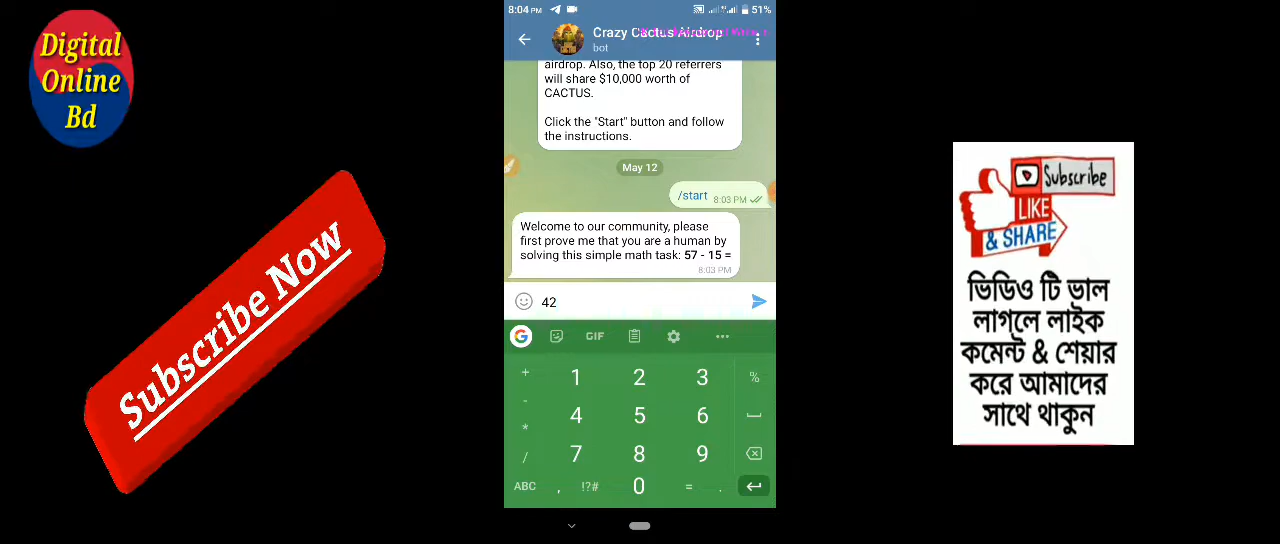 Digital
Online
Bd
Subscribe Now
8:04 PM
51%
Crazy Cactus Airdrop
bot
airdrop. Also, the top 20 referrers
will share $10,000 worth of
CACTUS.
Click the "Start" button and follow
the instructions.
May 12
/start 8:03 PM
Welcome to our community, please
first prove me that you are a human by
solving this simple math task: 57 - 15 =
8:03 PM
42
G GIF ...
+ 1 2 3 %
- 4 5 6
* 7 8 9
/
ABC , !?# 0 = .
Subscribe
LIKE
& SHARE
ভিডিও টি ভাল
লাগলে লাইক
কমেন্ট & শেয়ার
করে আমাদের
সাথে থাকুন